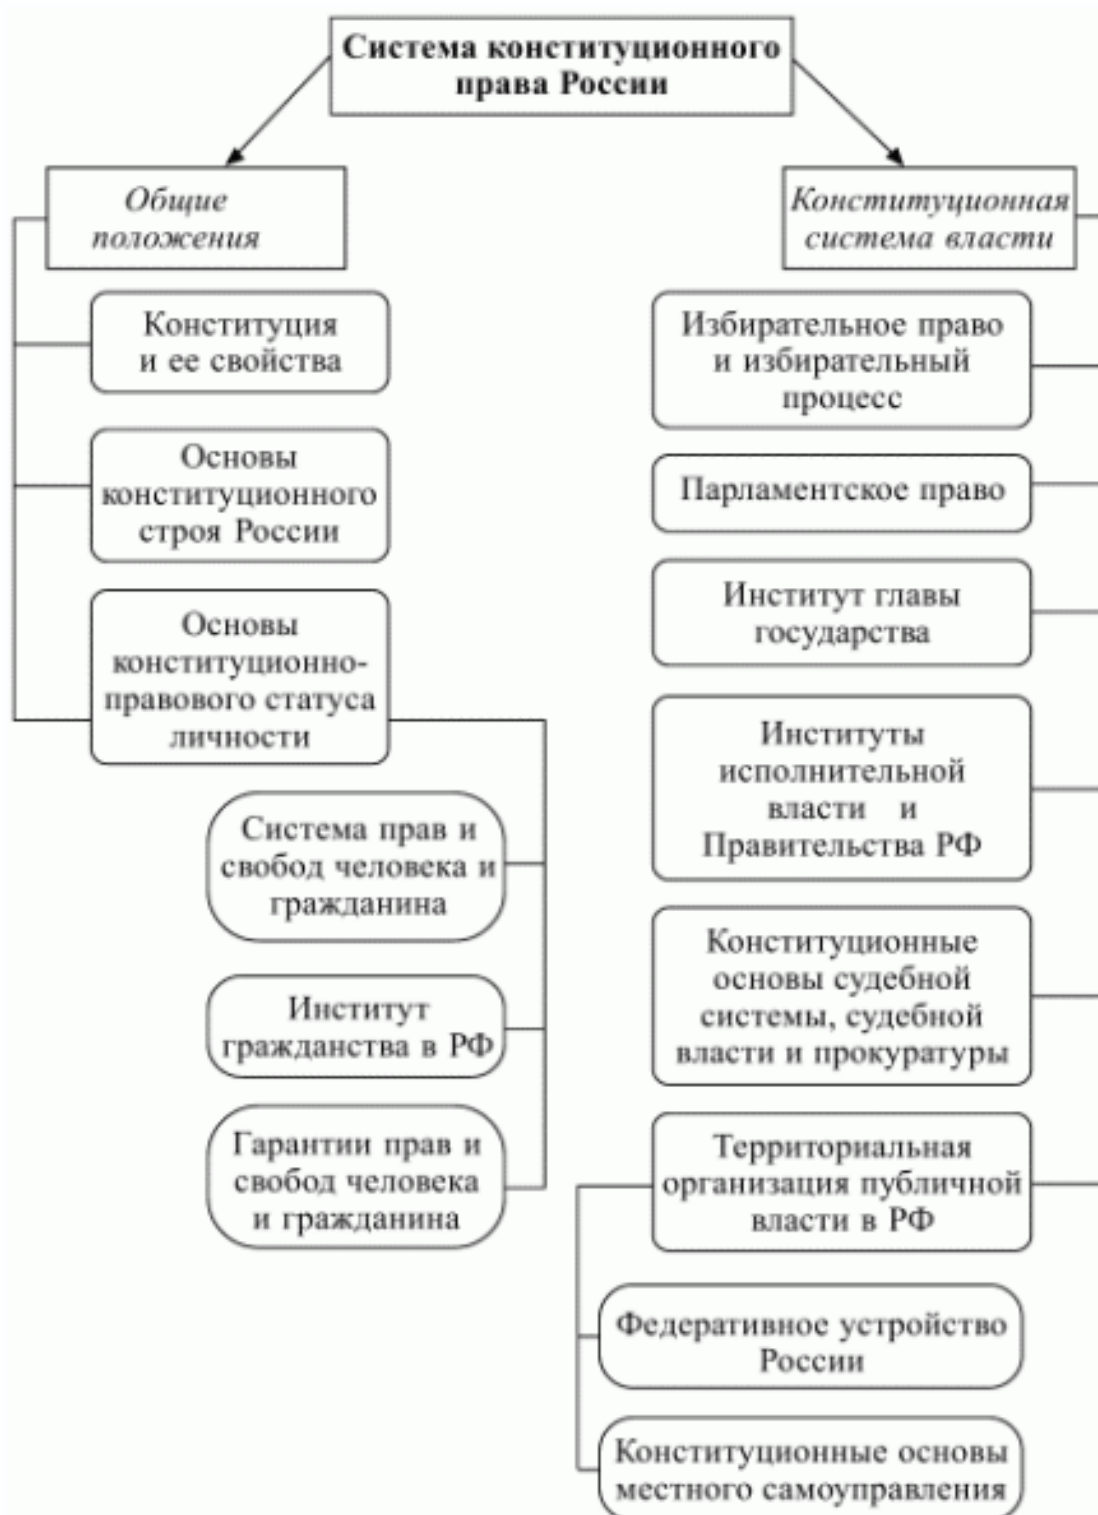 Система конституционного
права России
Общие
положения
Конституция
и ее свойства
Основы
конституционного
строя России
Основы
конституционно-
правового статуса
личности
Система прав и
свобод человека и
гражданина
Институт
гражданства в РФ
Гарантии прав и
свобод человека
и гражданина
Конституционная
система власти
Избирательное право
и избирательный
процесс
Парламентское право
Институт главы
государства
Институты
исполнительной
власти и
Правительства РФ
Конституционные
основы судебной
системы, судебной
власти и прокуратуры
Территориальная
организация публичной
власти в РФ
Федеративное устройство
России
Конституционные основы
местного самоуправления